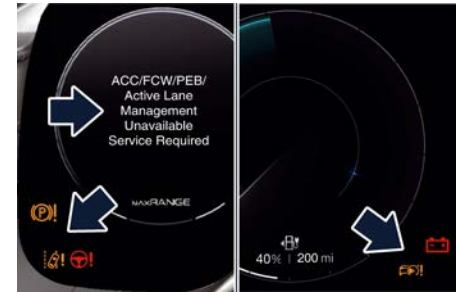 ACC/FCW/PEB/
Active Lane
Management
Unavailable
Service Required
MAXRANGE
(P)!
40% | 200 mi